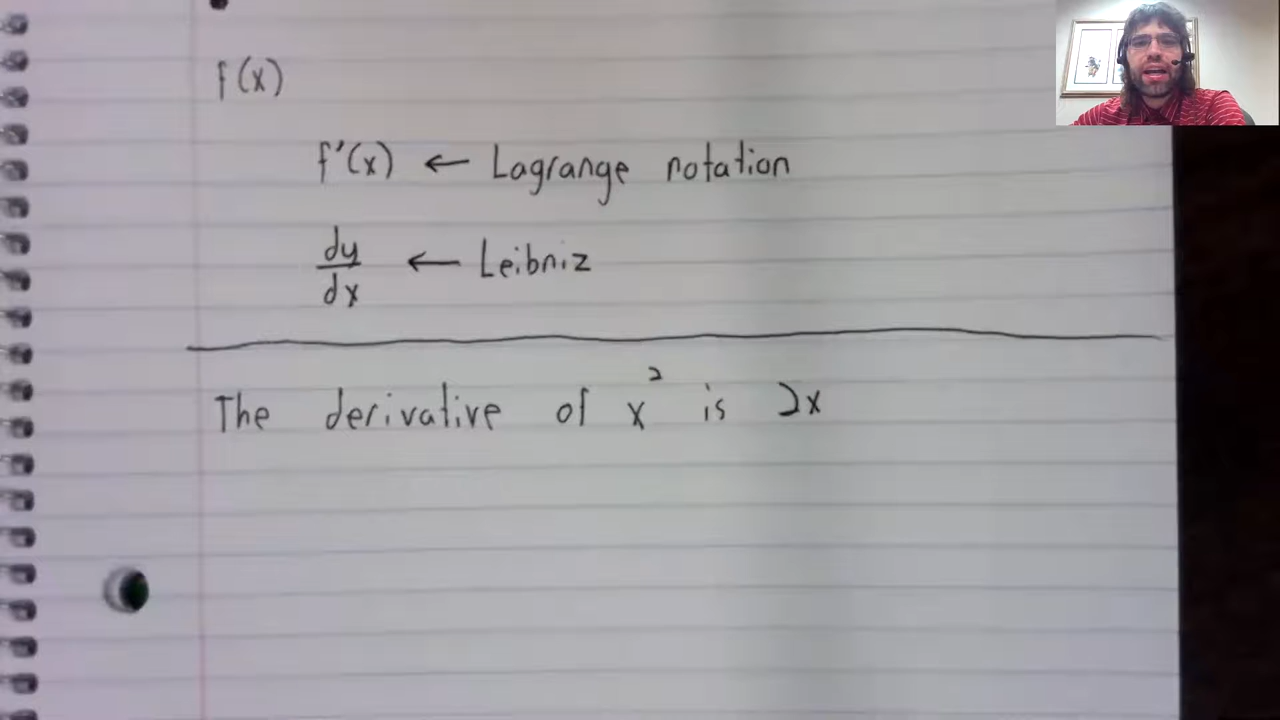 f(x)
f'(x) ← Lagrange notation
dy/dx ← Leibniz
The derivative of x² is 2x